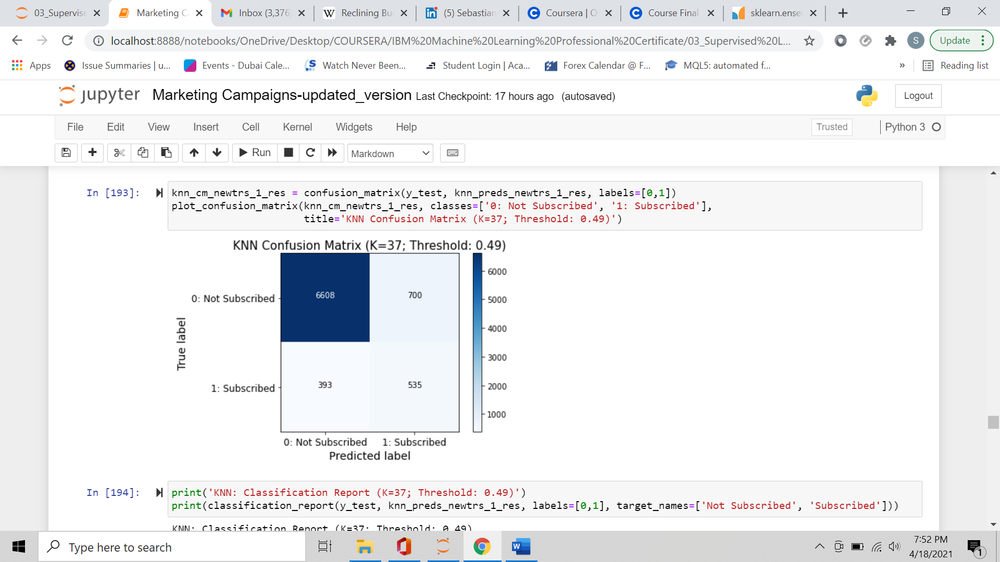 03_Supervise
Marketing C
Inbox (3,376
Reclining Bu
(5) Sebastian
Coursera | O
Course Final
sklearn.ense
localhost:8888/notebooks/OneDrive/Desktop/COURSERA/IBM%20Machine%20Learning%20Professional%20Certificate/03_Supervised%20L...
S
Update
Apps
Issue Summaries | u...
Events - Dubai Cale...
Watch Never Been...
Student Login | Aca...
Forex Calendar @ F...
MQL5: automated f...
»
Reading list
jupyter Marketing Campaigns-updated_version Last Checkpoint: 17 hours ago (autosaved)
Logout
File Edit View Insert Cell Kernel Widgets Help
Trusted
Python 3
Run
Markdown
In [193]:
knn_cm_newtrs_1_res = confusion_matrix(y_test, knn_preds_newtrs_1_res, labels=[0,1])
plot_confusion_matrix(knn_cm_newtrs_1_res, classes=['0: Not Subscribed', '1: Subscribed'],
title='KNN Confusion Matrix (K=37; Threshold: 0.49)')
KNN Confusion Matrix (K=37; Threshold: 0.49)
True label
0: Not Subscribed
6608
700
1: Subscribed
393
535
6000
5000
4000
3000
2000
1000
0: Not Subscribed
1: Subscribed
Predicted label
In [194]:
print('KNN: Classification Report (K=37; Threshold: 0.49)')
print(classification_report(y_test, knn_preds_newtrs_1_res, labels=[0,1], target_names=['Not Subscribed', 'Subscribed']))
KNN: Classification Report (K=37: Threshold: 0.49)
Type here to search
W
7:52 PM
4/18/2021
1